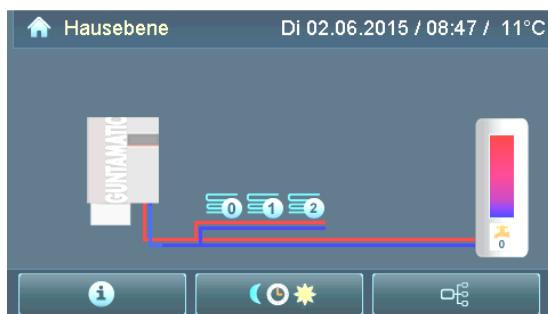 Hausebene
Di 02.06.2015 / 08:47 / 11°C
GUNTAMATIC
0 1 2
0
i